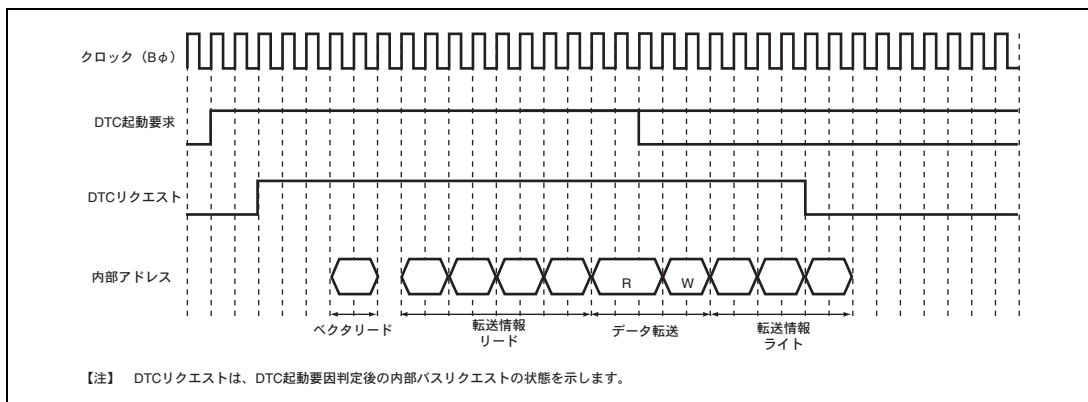 クロック（Bφ）
DTC起動要求
DTCリクエスト
内部アドレス
R
W
ベクタリード
転送情報
リード
データ転送
転送情報
ライト
【注】 DTCリクエストは、DTC起動要因判定後の内部バスリクエストの状態を示します。